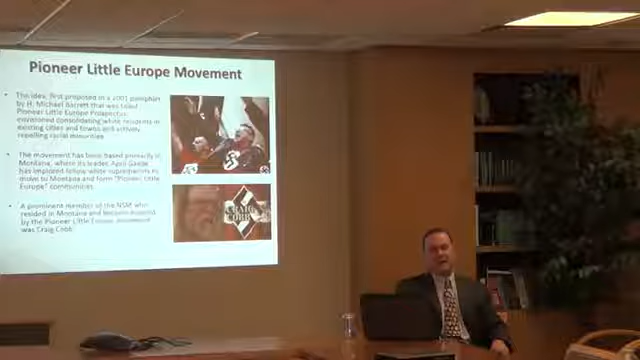 Pioneer Little Europe Movement
• The idea, first proposed in a 2001 pamphlet
by H. Michael Barrett that was titled
Pioneer Little Europe Prospectus,
envisioned consolidating white residents in
existing cities and towns and actively
repelling racial minorities.
• The movement has been based primarily in
Montana, where its leader, April Gaede
has implored fellow white supremacists to
move to Montana and form "Pioneer Little
Europe" communities.
• A prominent member of the NSM who
resided in Montana and became inspired
by the Pioneer Little Europe movement
was Craig Cobb.
CRAIG
COBB